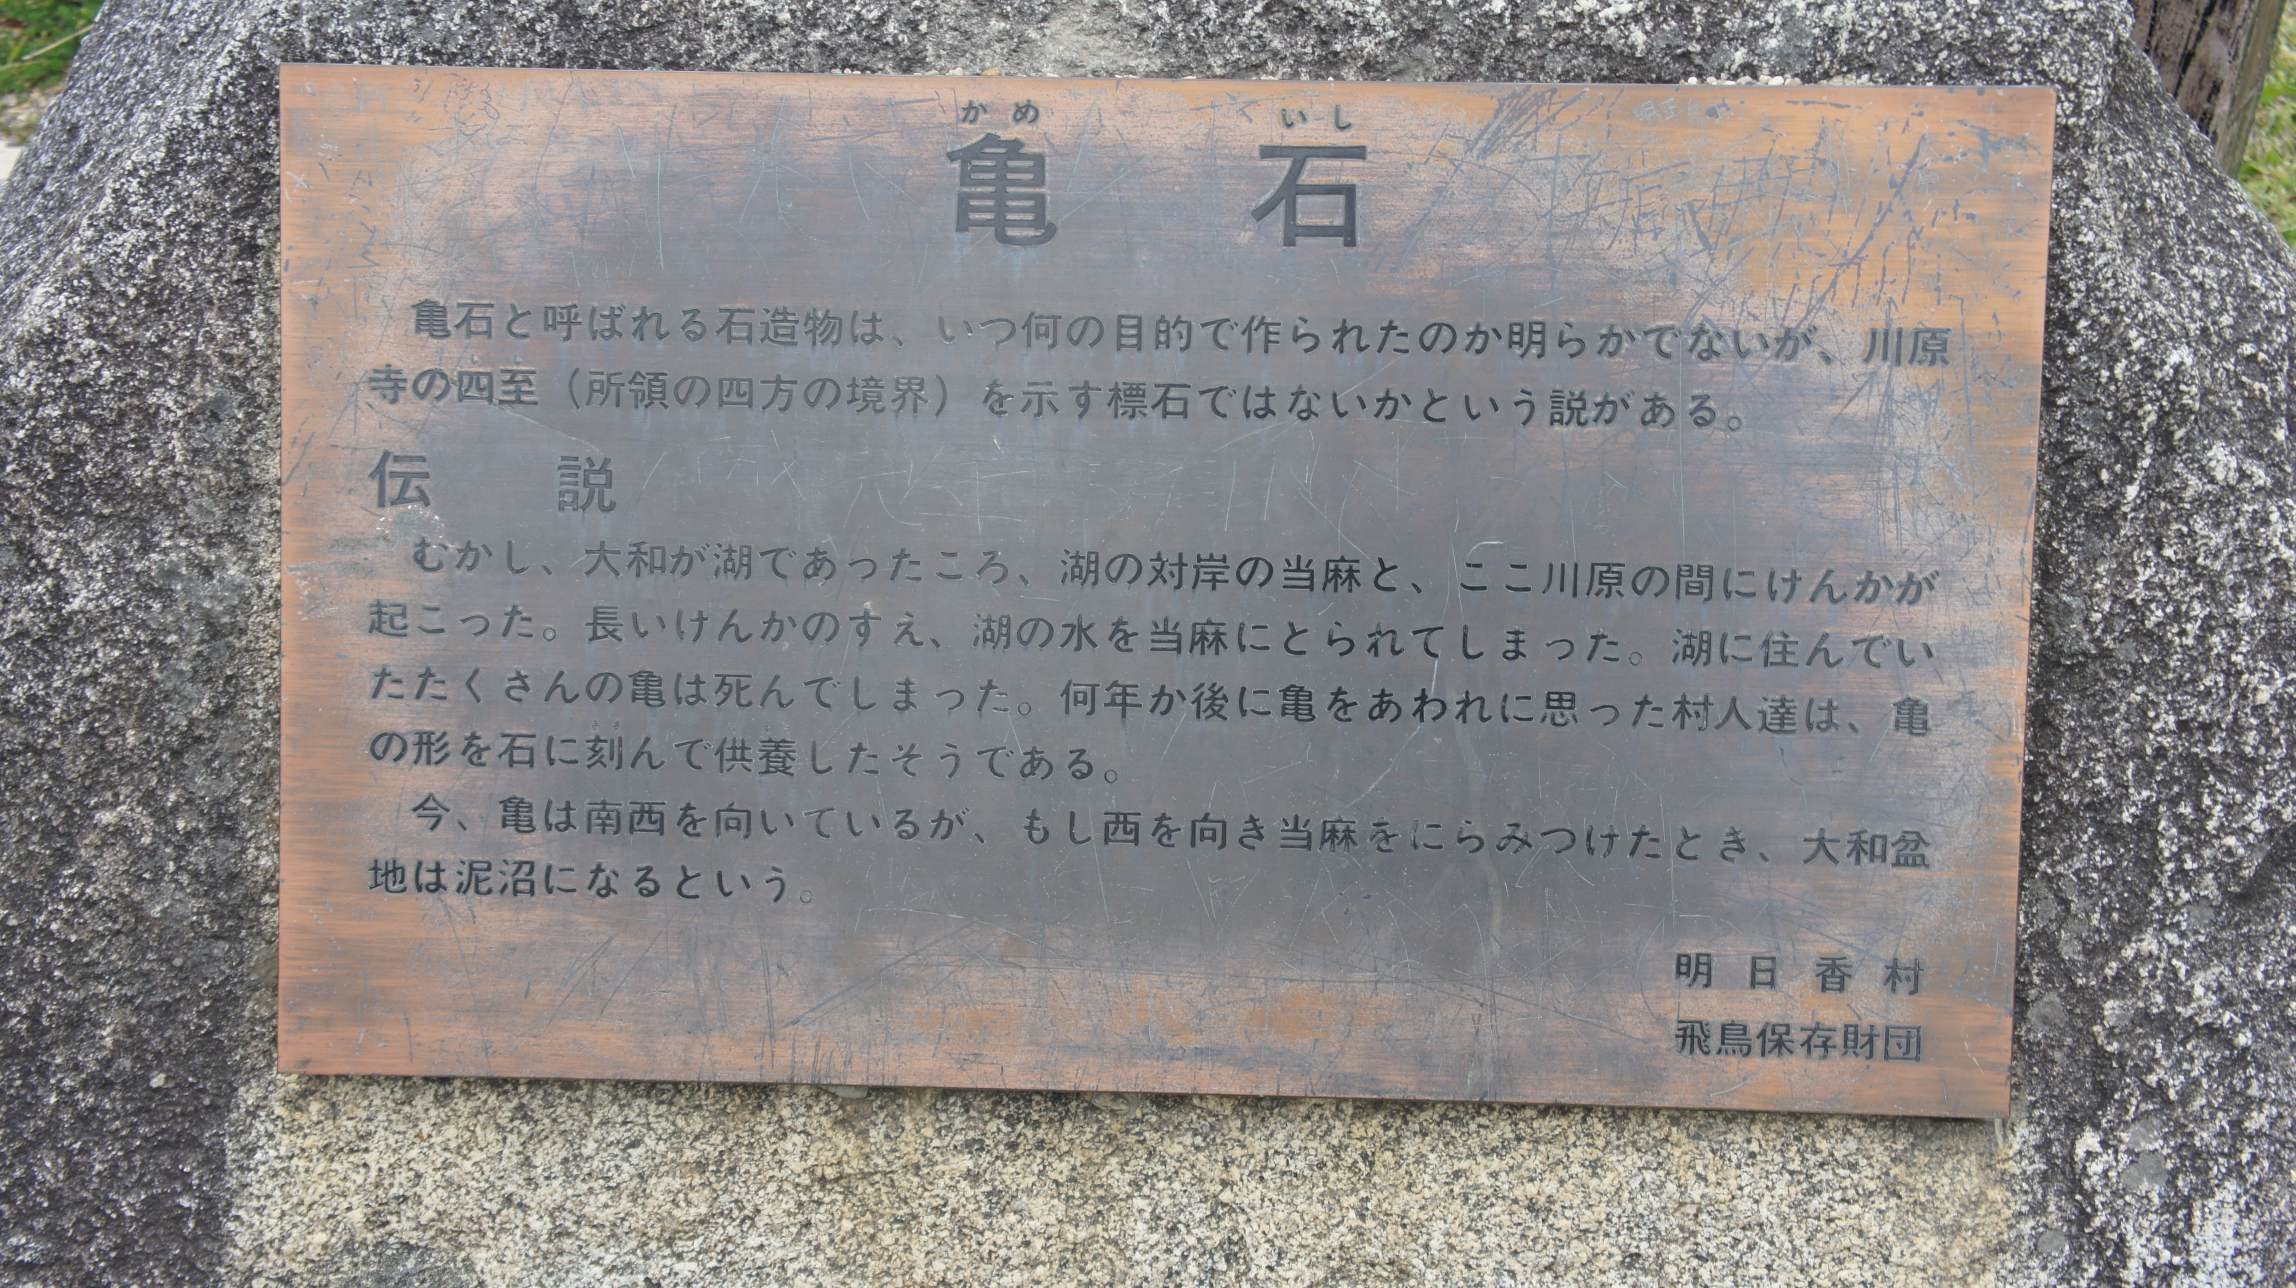 かめ いし
亀 石
亀石と呼ばれる石造物は、いつ何の目的で作られたのか明らかでないが、川原
寺の四至（所領の四方の境界）を示す標石ではないかという説がある。
伝 説
むかし、大和が湖であったころ、湖の対岸の当麻と、ここ川原の間にけんかが
起こった。長いけんかのすえ、湖の水を当麻にとられてしまった。湖に住んでい
たたくさんの亀は死んでしまった。何年か後に亀をあわれに思った村人達は、亀
の形を石に刻んで供養したそうである。
今、亀は南西を向いているが、もし西を向き当麻をにらみつけたとき、大和盆
地は泥沼になるという。
明日香村
飛鳥保存財団